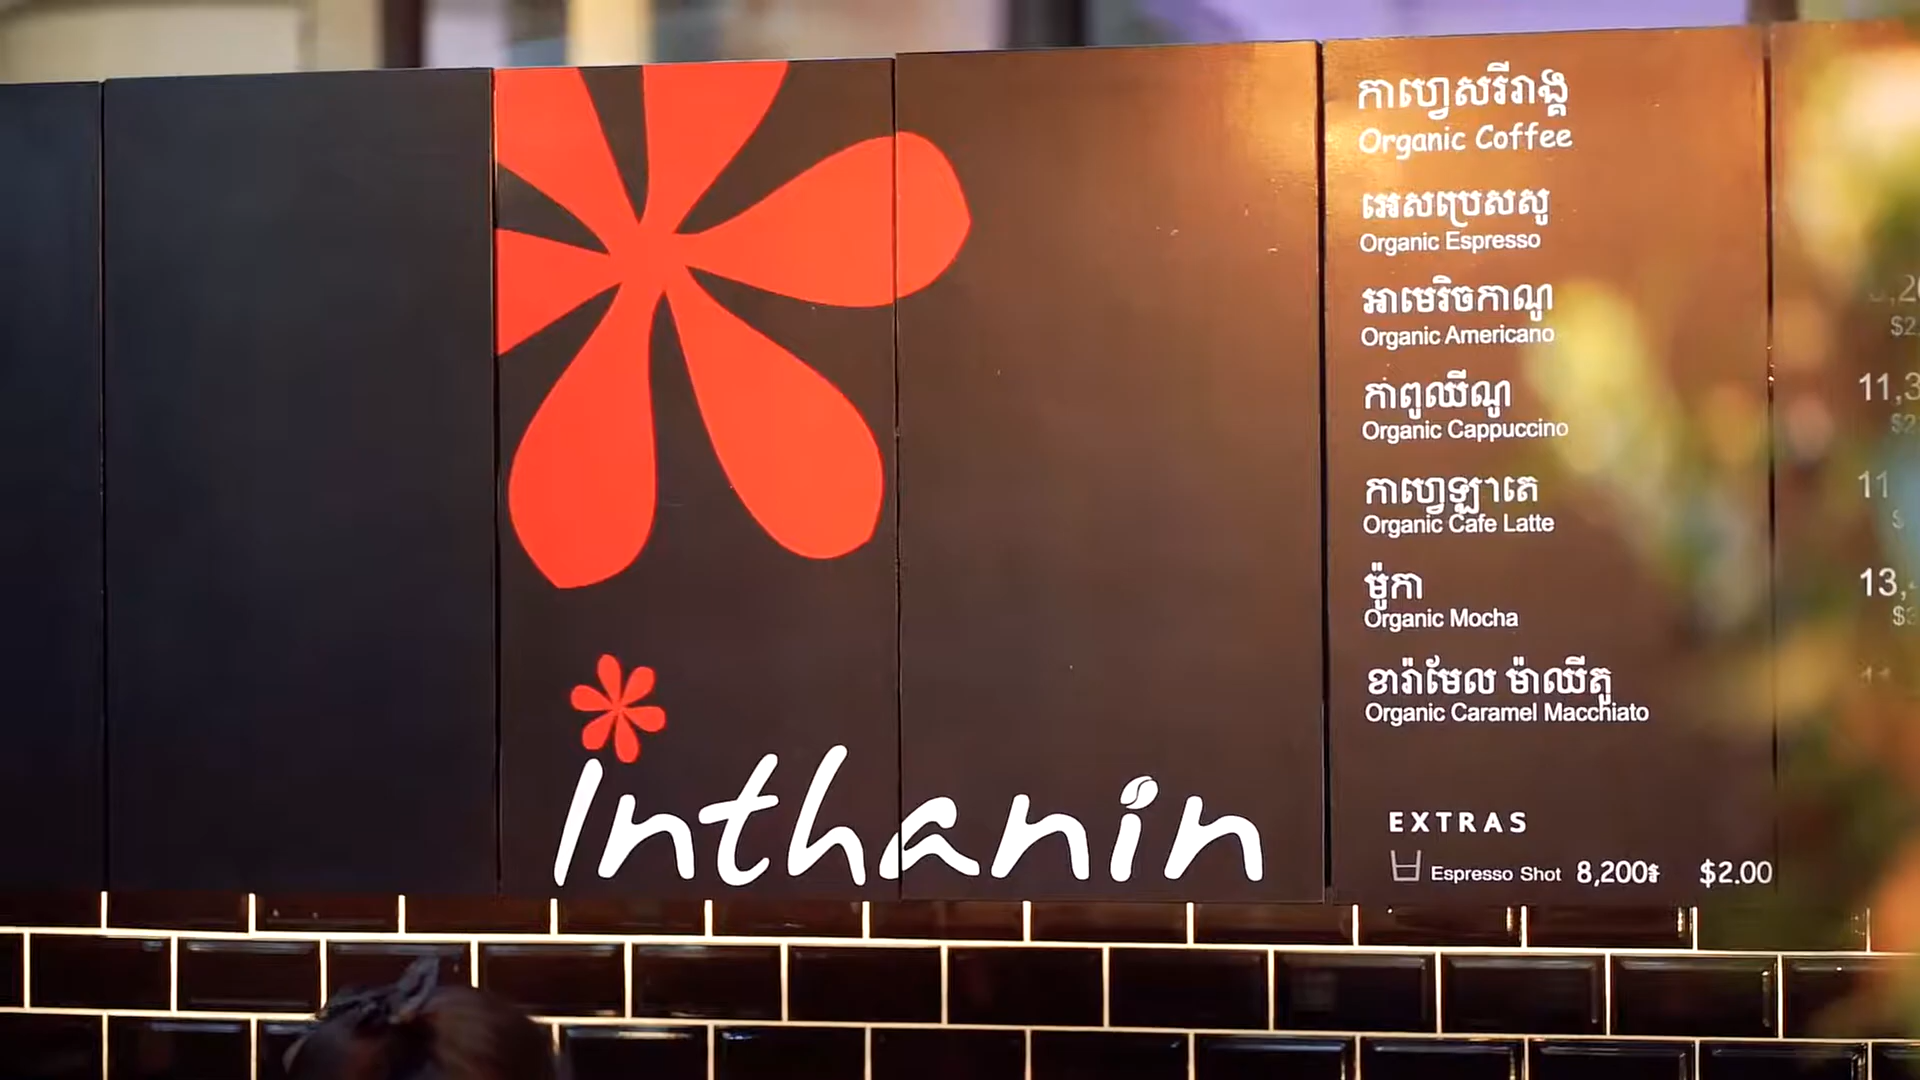 Inthanin
កាហ្វេសរីរាង្គ
Organic Coffee
អេសប្រេសសូ
Organic Espresso
អាមេរិចកាណូ
Organic Americano
កាពូឈីណូ
Organic Cappuccino
កាហ្វេឡាតេ
Organic Cafe Latte
ម៉ូកា
Organic Mocha
ខារ៉ាមែល ម៉ាឈីតូ
Organic Caramel Macchiato
EXTRAS
Espresso Shot 8,200៛ $2.00